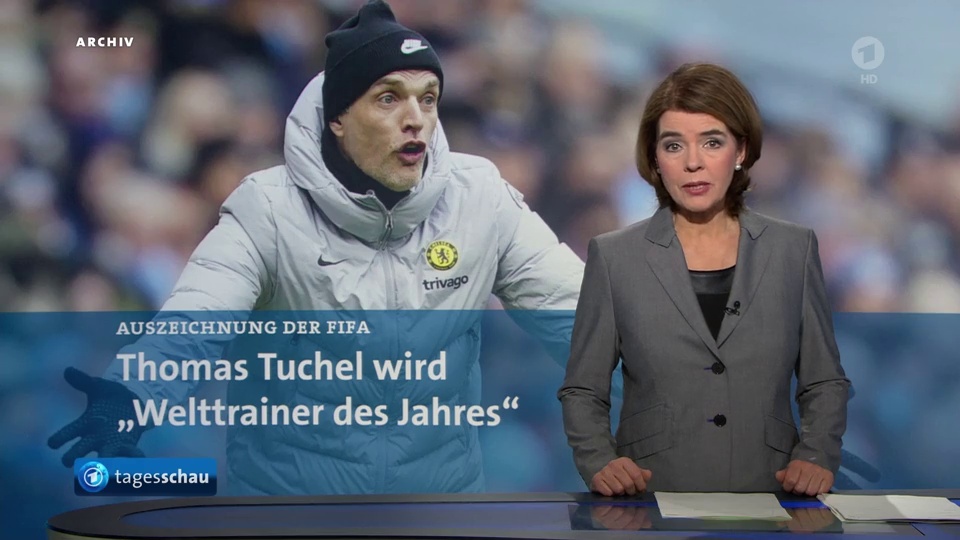 ARCHIV
HD
trivago
AUSZEICHNUNG DER FIFA
Thomas Tuchel wird
„Welttrainer des Jahres“
tagesschau